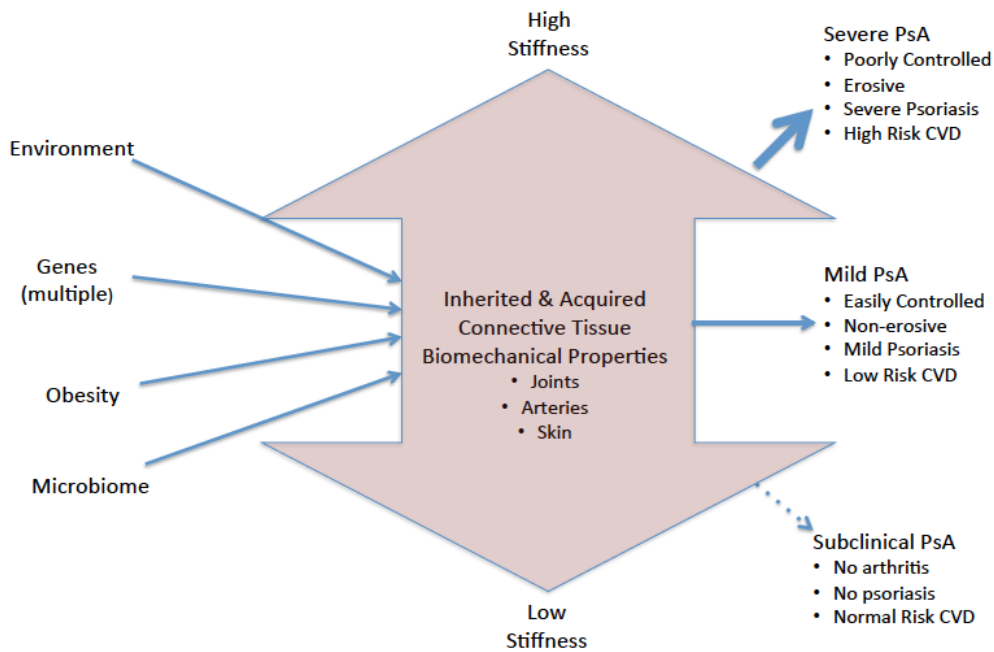 High
Stiffness
Environment
Genes
(multiple)
Obesity
Microbiome
Inherited & Acquired
Connective Tissue
Biomechanical Properties
• Joints
• Arteries
• Skin
Severe PsA
• Poorly Controlled
• Erosive
• Severe Psoriasis
• High Risk CVD
Mild PsA
• Easily Controlled
• Non-erosive
• Mild Psoriasis
• Low Risk CVD
Subclinical PsA
• No arthritis
• No psoriasis
• Normal Risk CVD
Low
Stiffness